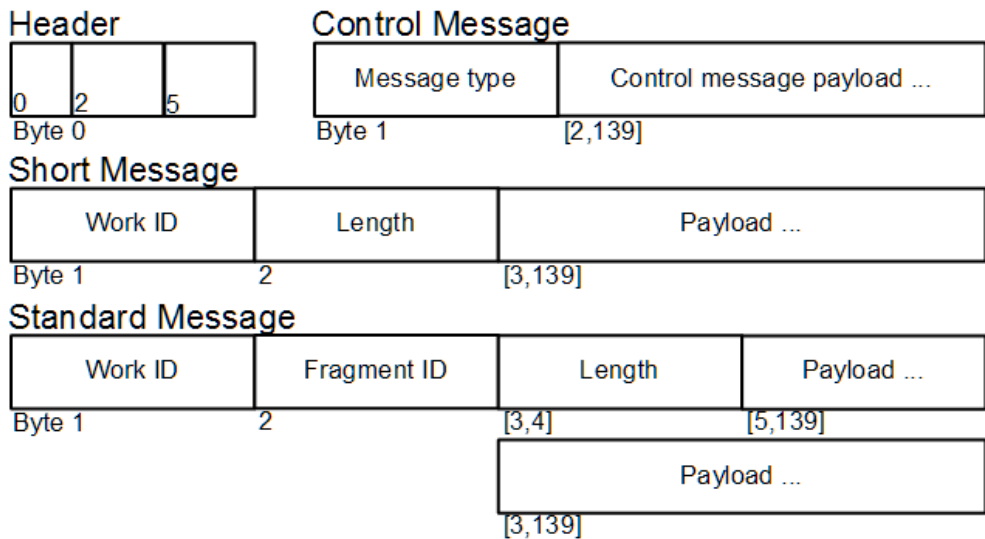 Header
Control Message
0 2 5
Message type
Control message payload ...
Byte 0
Byte 1
[2,139]
Short Message
Work ID
Length
Payload ...
Byte 1
2
[3,139]
Standard Message
Work ID
Fragment ID
Length
Payload ...
Byte 1
2
[3,4]
[5,139]
Payload ...
[3,139]